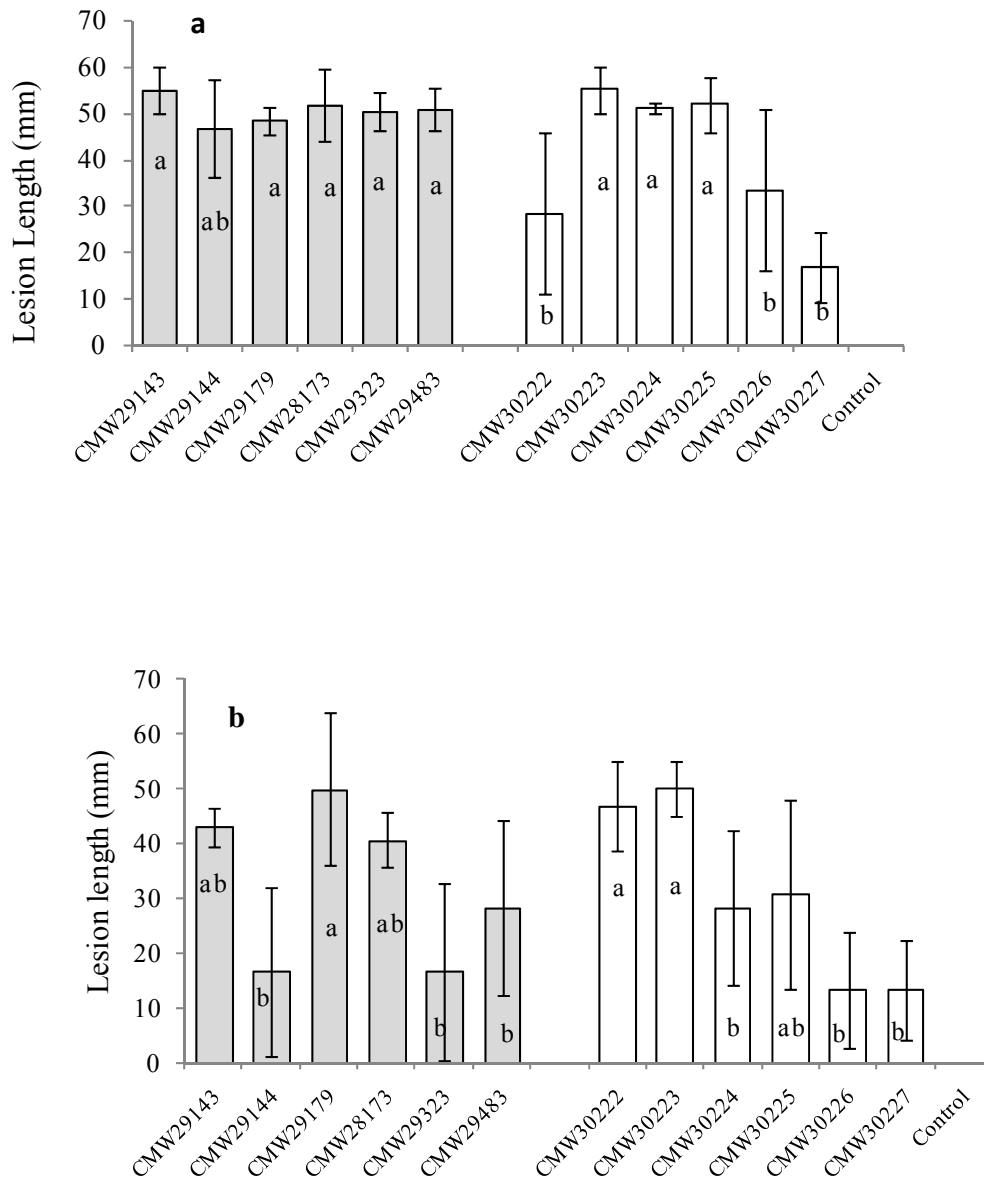 a
Lesion Length (mm)
70
60
50
40
30
20
10
0
a
ab
a
a
a
a
b
a
a
a
b
b
CMW29143
CMW29144
CMW29179
CMW28173
CMW29323
CMW29483
CMW30222
CMW30223
CMW30224
CMW30225
CMW30226
CMW30227
Control
b
Lesion length (mm)
70
60
50
40
30
20
10
0
ab
b
a
ab
b
b
a
a
b
ab
b
b
CMW29143
CMW29144
CMW29179
CMW28173
CMW29323
CMW29483
CMW30222
CMW30223
CMW30224
CMW30225
CMW30226
CMW30227
Control